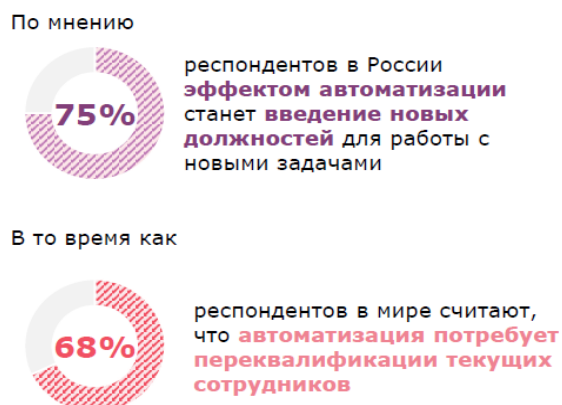 По мнению
75%
респондентов в России
эффектом автоматизации
станет введение новых
должностей для работы с
новыми задачами
В то время как
68%
респондентов в мире считают,
что автоматизация потребует
переквалификации текущих
сотрудников